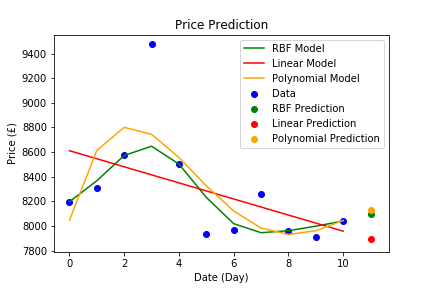 Price Prediction
RBF Model
Linear Model
Polynomial Model
Data
RBF Prediction
Linear Prediction
Polynomial Prediction
9400
9200
9000
8800
8600
8400
8200
8000
7800
Price (£)
0 2 4 6 8 10
Date (Day)